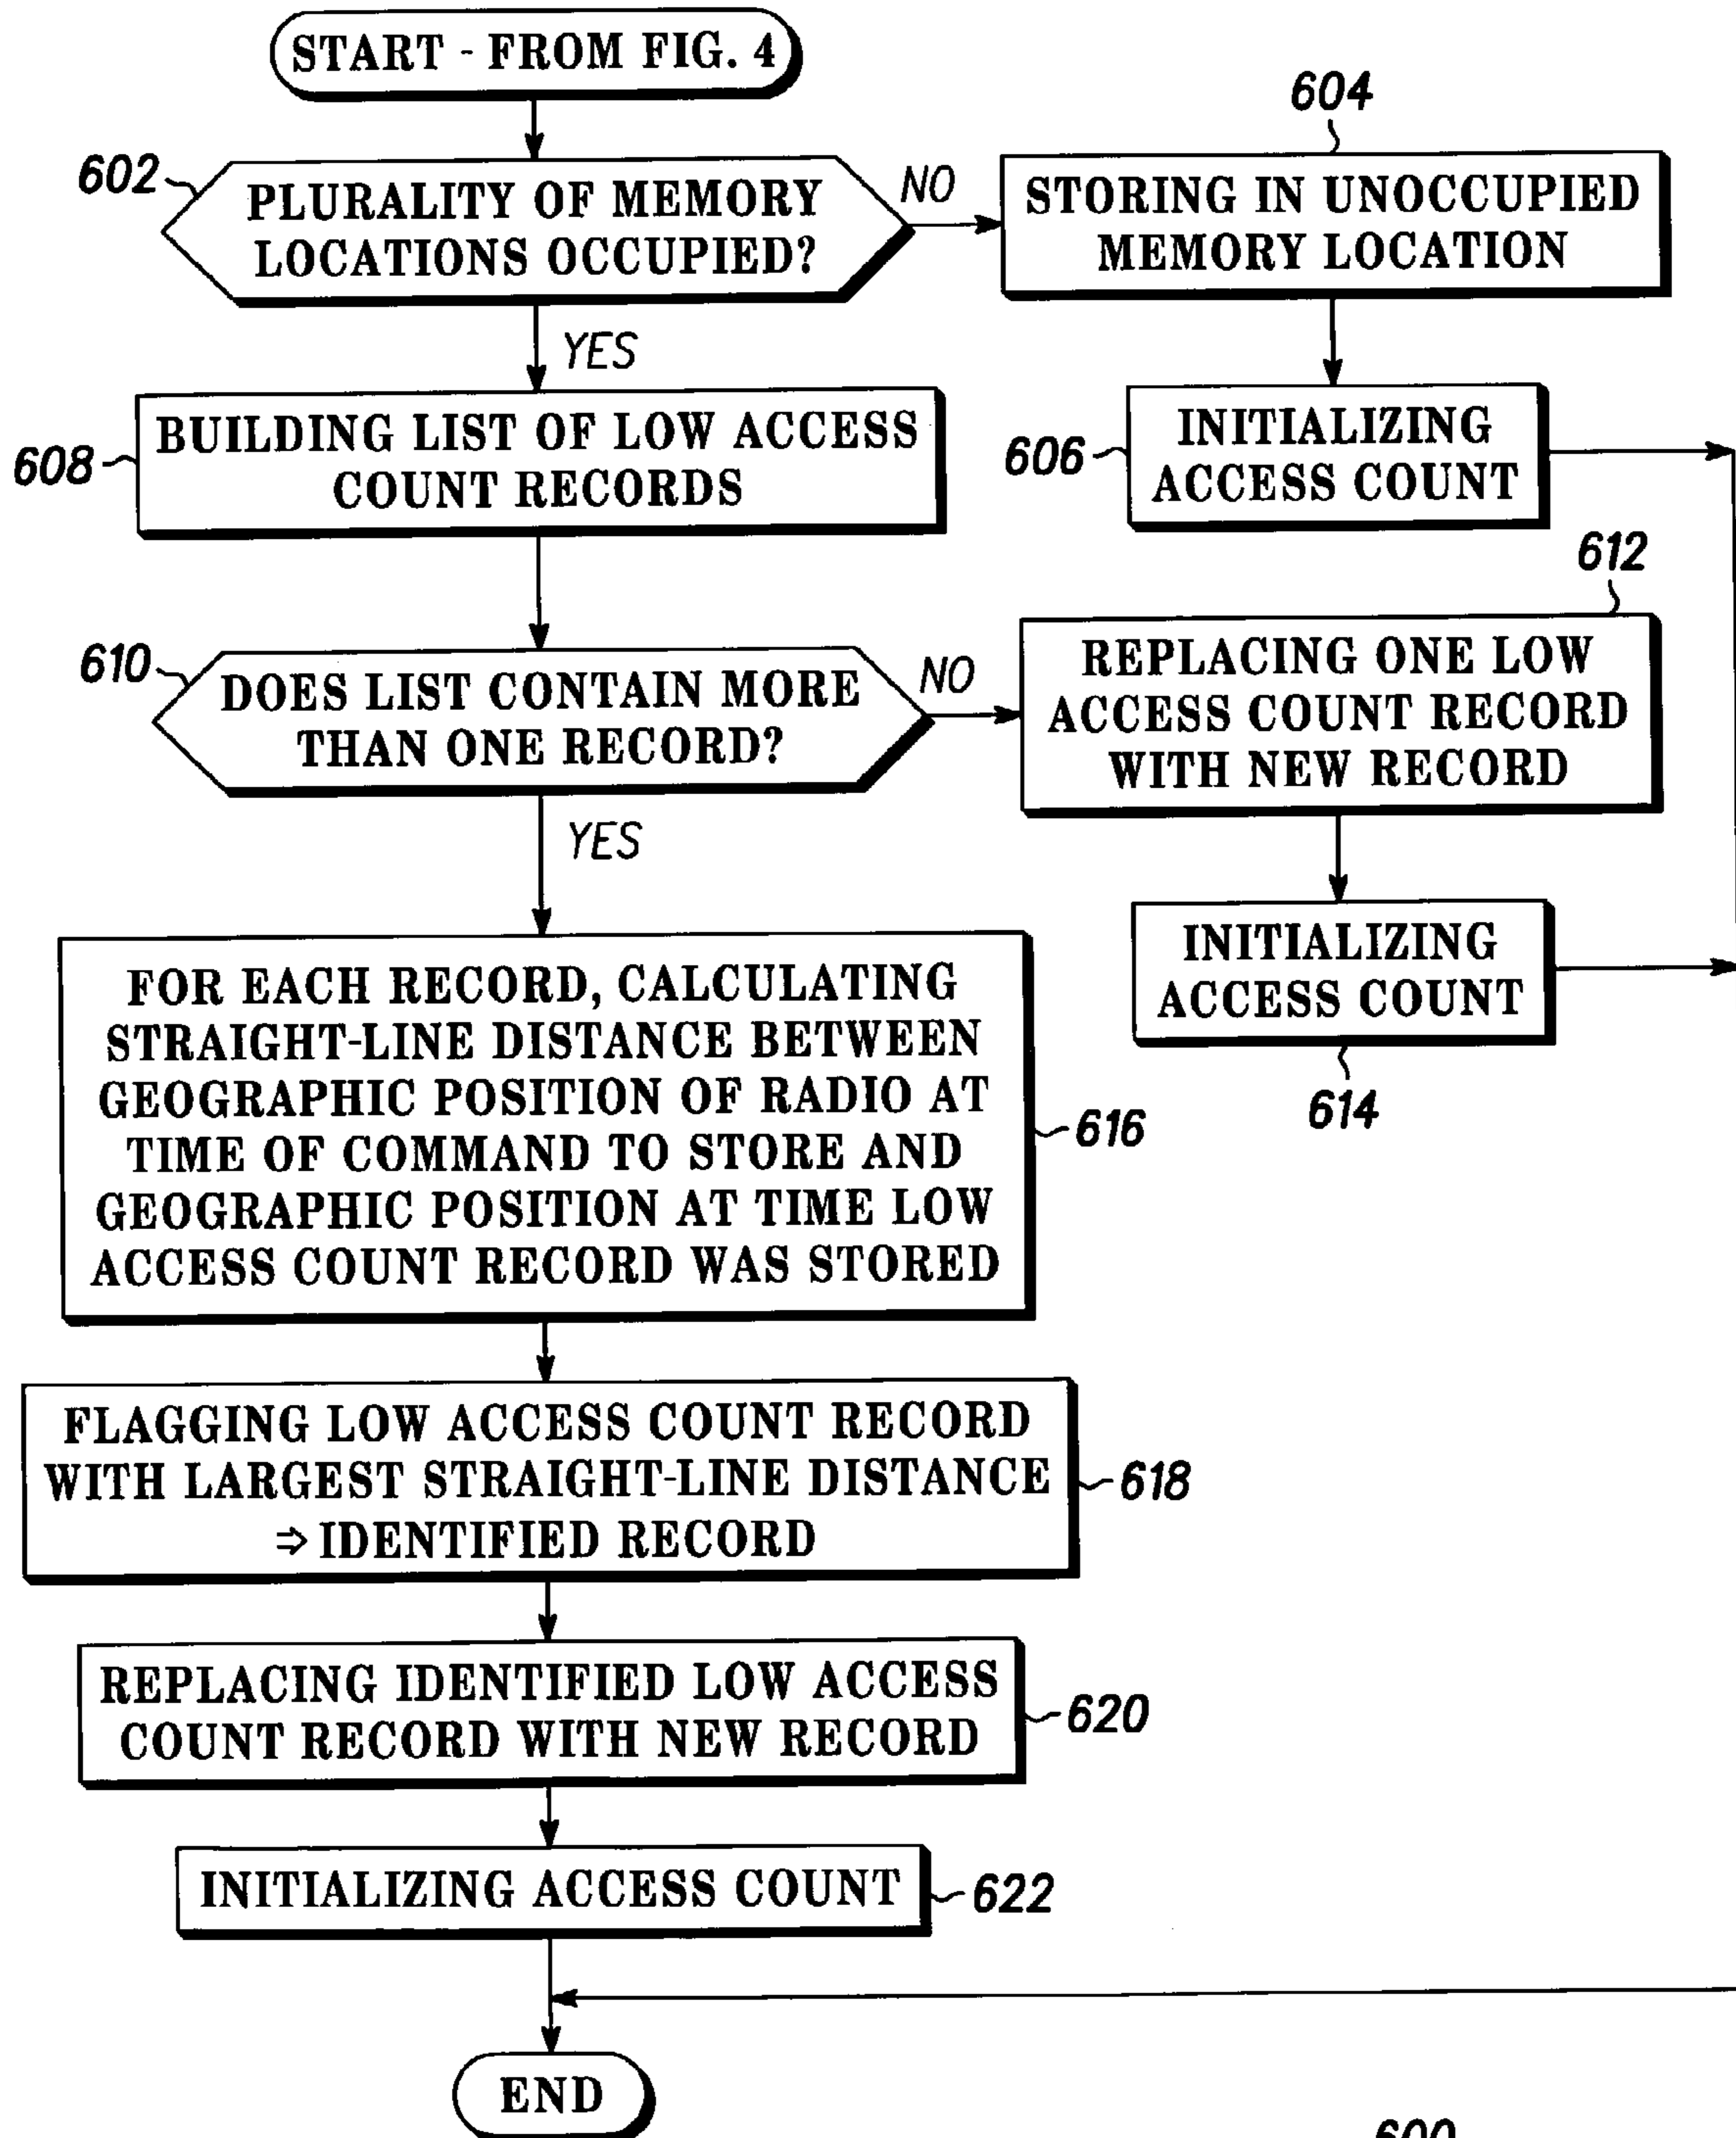 START - FROM FIG. 4
604
602
PLURALITY OF MEMORY
LOCATIONS OCCUPIED?
NO
STORING IN UNOCCUPIED
MEMORY LOCATION
YES
608
BUILDING LIST OF LOW ACCESS
COUNT RECORDS
606
INITIALIZING
ACCESS COUNT
612
610
DOES LIST CONTAIN MORE
THAN ONE RECORD?
NO
REPLACING ONE LOW
ACCESS COUNT RECORD
WITH NEW RECORD
YES
INITIALIZING
ACCESS COUNT
614
FOR EACH RECORD, CALCULATING
STRAIGHT-LINE DISTANCE BETWEEN
GEOGRAPHIC POSITION OF RADIO AT
TIME OF COMMAND TO STORE AND
GEOGRAPHIC POSITION AT TIME LOW
ACCESS COUNT RECORD WAS STORED
616
FLAGGING LOW ACCESS COUNT RECORD
WITH LARGEST STRAIGHT-LINE DISTANCE
⇒ IDENTIFIED RECORD
618
REPLACING IDENTIFIED LOW ACCESS
COUNT RECORD WITH NEW RECORD
620
INITIALIZING ACCESS COUNT
622
END
600